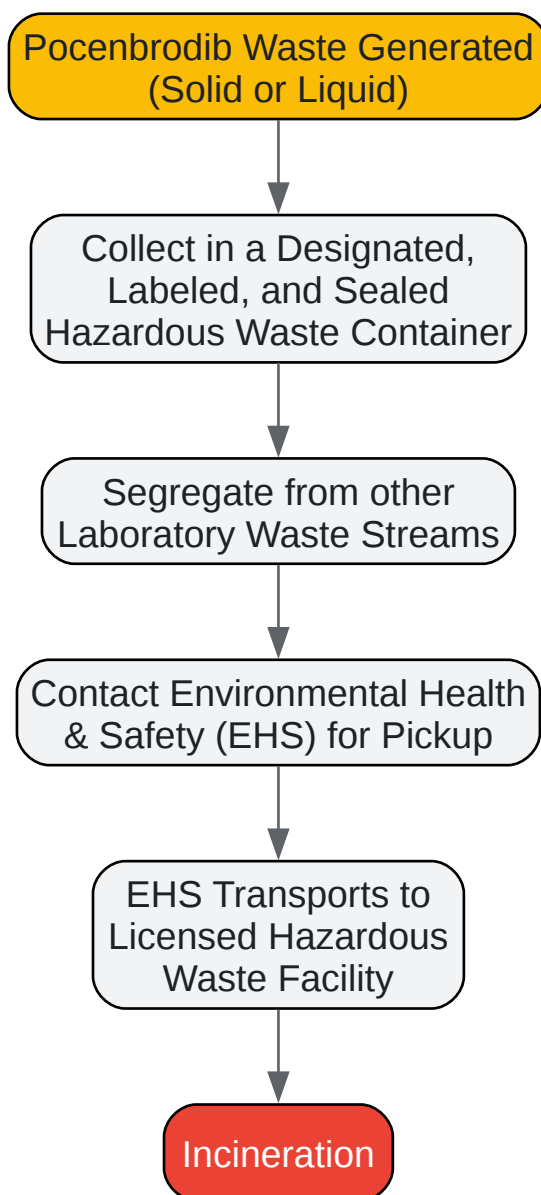 Pocenbrodib Waste Generated
(Solid or Liquid)
Collect in a Designated,
Labeled, and Sealed
Hazardous Waste Container
Segregate from other
Laboratory Waste Streams
Contact Environmental Health
& Safety (EHS) for Pickup
EHS Transports to
Licensed Hazardous
Waste Facility
Incineration